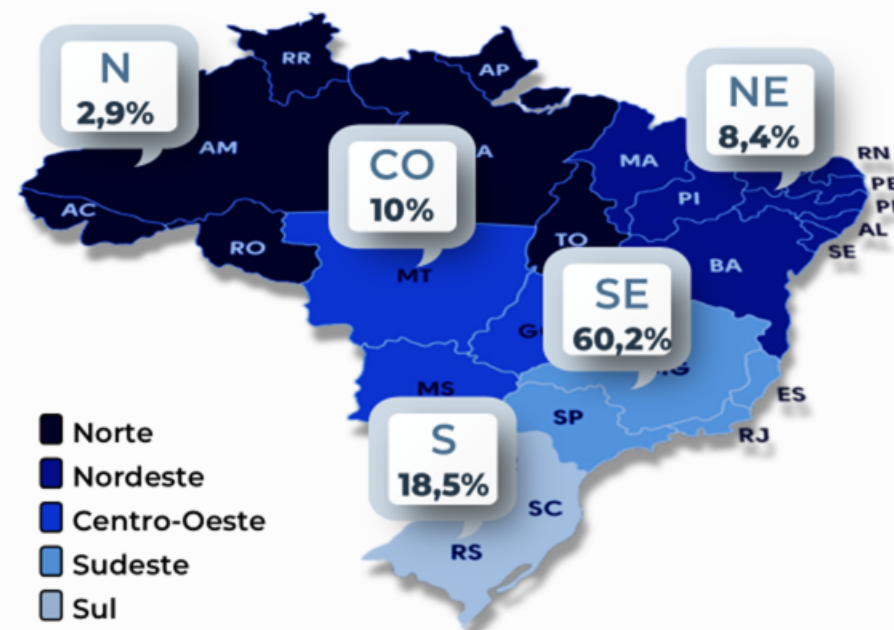 N
2,9%
RR
AP
NE
8,4%
AM
CO
10%
A
MA
RN
PI
AC
AL
RO
TO
SE
BA
MT
SE
60,2%
ES
MS
SP
RJ
S
18,5%
SC
RS
Norte
Nordeste
Centro-Oeste
Sudeste
Sul